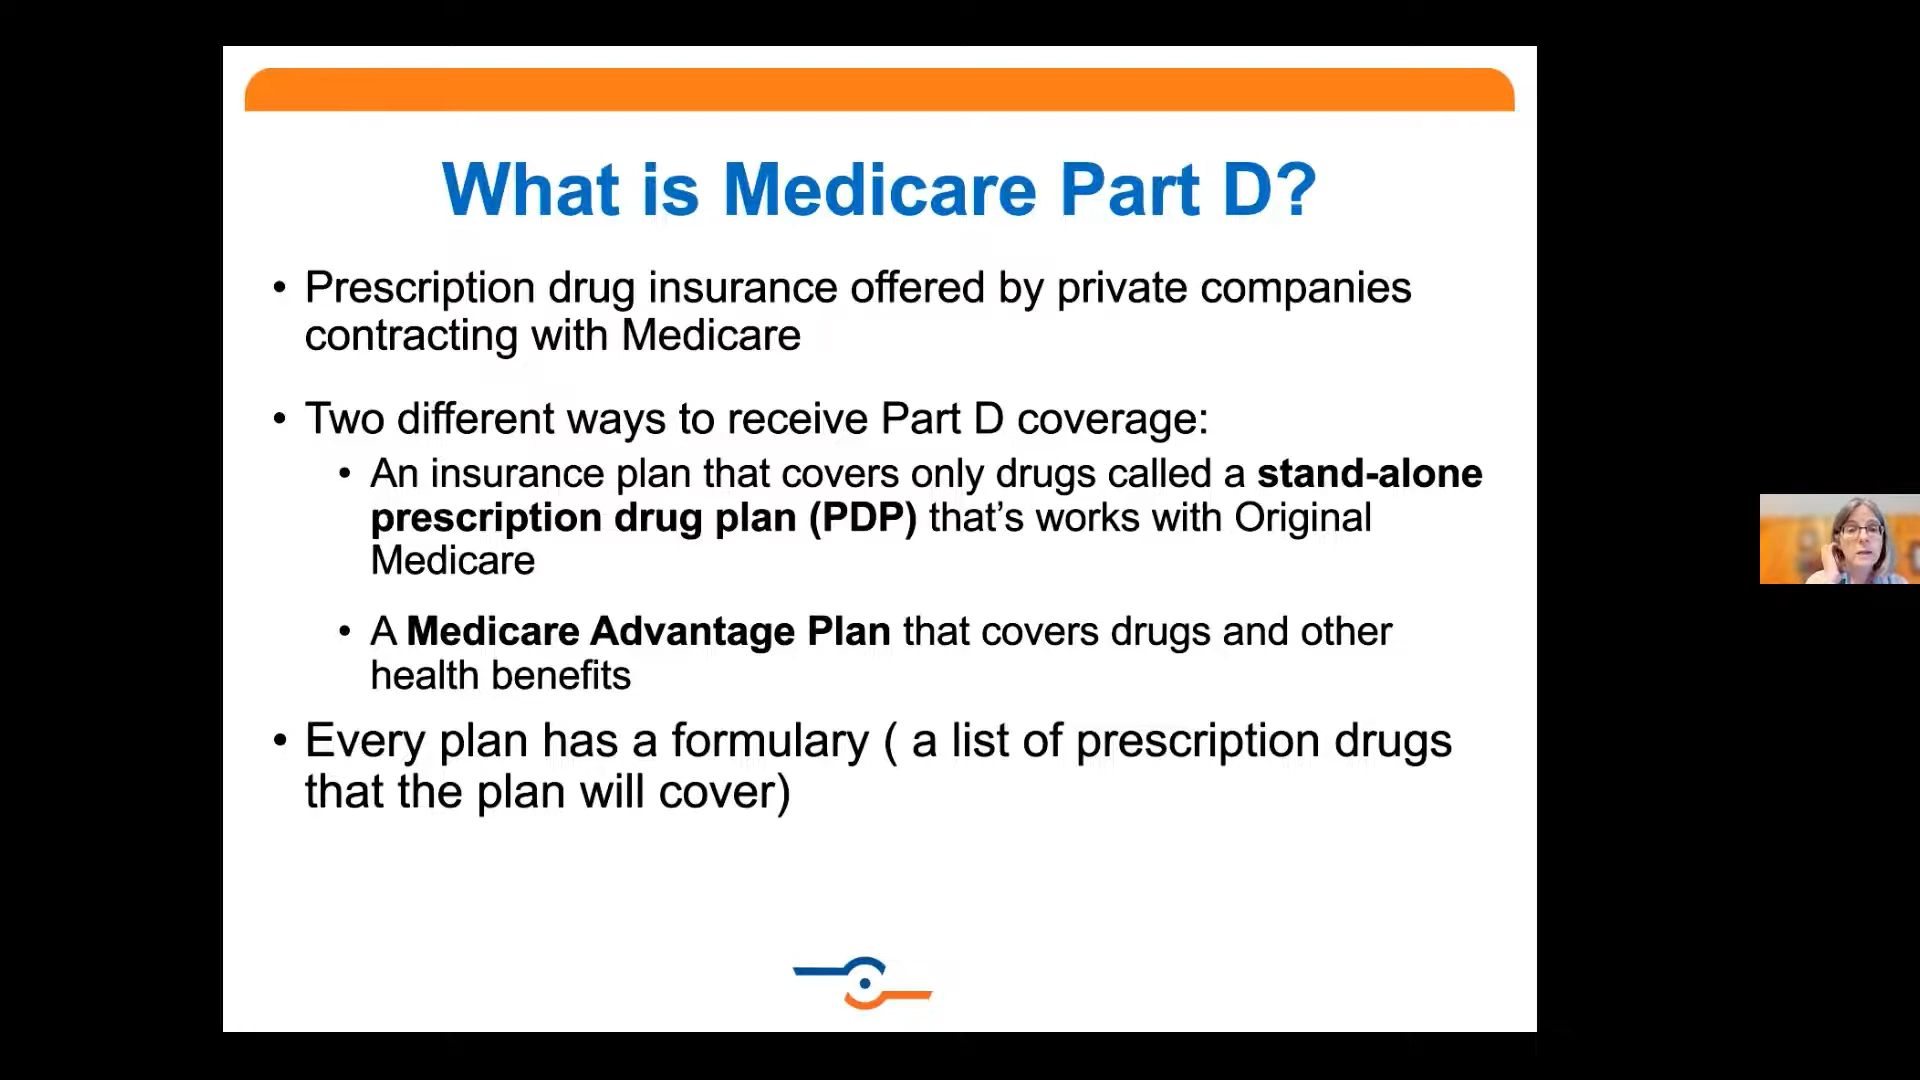 What is Medicare Part D?
• Prescription drug insurance offered by private companies
contracting with Medicare
• Two different ways to receive Part D coverage:
• An insurance plan that covers only drugs called a stand-alone
prescription drug plan (PDP) that’s works with Original
Medicare
• A Medicare Advantage Plan that covers drugs and other
health benefits
• Every plan has a formulary ( a list of prescription drugs
that the plan will cover)